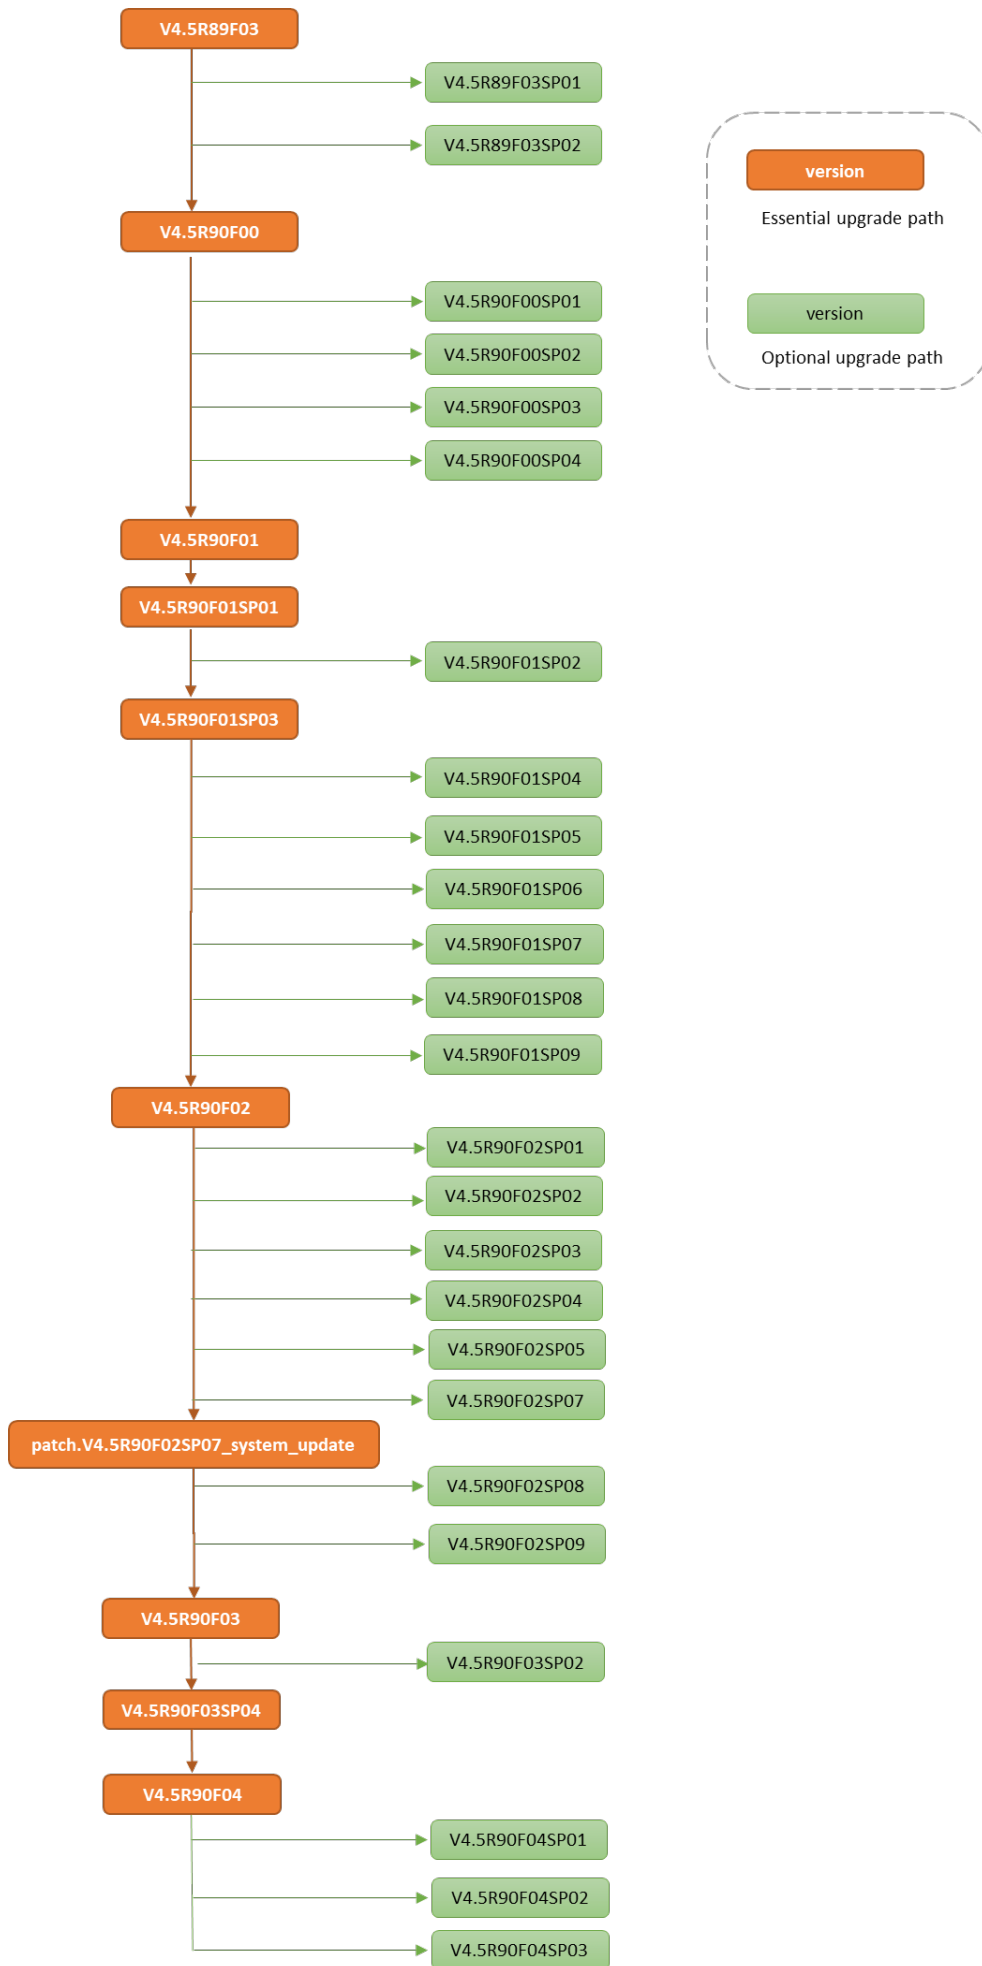 V4.5R89F03
V4.5R89F03SP01
V4.5R89F03SP02
version
Essential upgrade path
V4.5R90F00
V4.5R90F00SP01
version
V4.5R90F00SP02
Optional upgrade path
V4.5R90F00SP03
V4.5R90F00SP04
V4.5R90F01
V4.5R90F01SP01
V4.5R90F01SP02
V4.5R90F01SP03
V4.5R90F01SP04
V4.5R90F01SP05
V4.5R90F01SP06
V4.5R90F01SP07
V4.5R90F01SP08
V4.5R90F01SP09
V4.5R90F02
V4.5R90F02SP01
V4.5R90F02SP02
V4.5R90F02SP03
V4.5R90F02SP04
V4.5R90F02SP05
V4.5R90F02SP07
patch.V4.5R90F02SP07_system_update
V4.5R90F02SP08
V4.5R90F02SP09
V4.5R90F03
V4.5R90F03SP02
V4.5R90F03SP04
V4.5R90F04
V4.5R90F04SP01
V4.5R90F04SP02
V4.5R90F04SP03